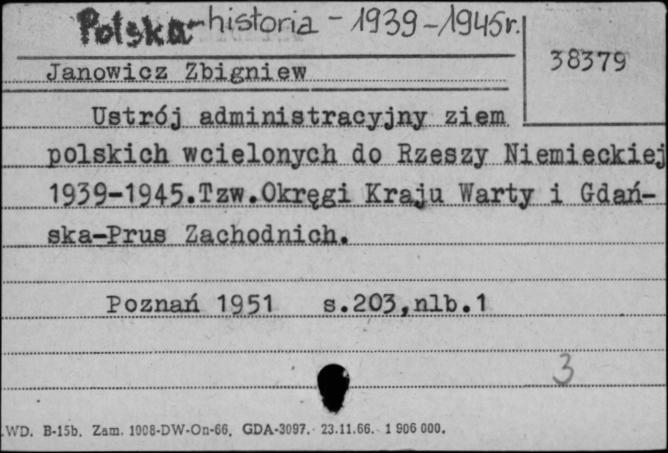 Polska-historia-1939-1945r.
38379
Janowicz Zbigniew
Ustrój administracyjny ziem
polskich wcielonych do Rzeszy Niemieckiej
1939-1945.Tzw.Okręgi Kraju Warty i Gdań-
ska-Prus Zachodnich.
Poznań 1951 s.203,nlb.1
3
WD. B-15b. Zam. 1008-DW-On-66. GDA-3097. 23.11.66. 1 906 000.